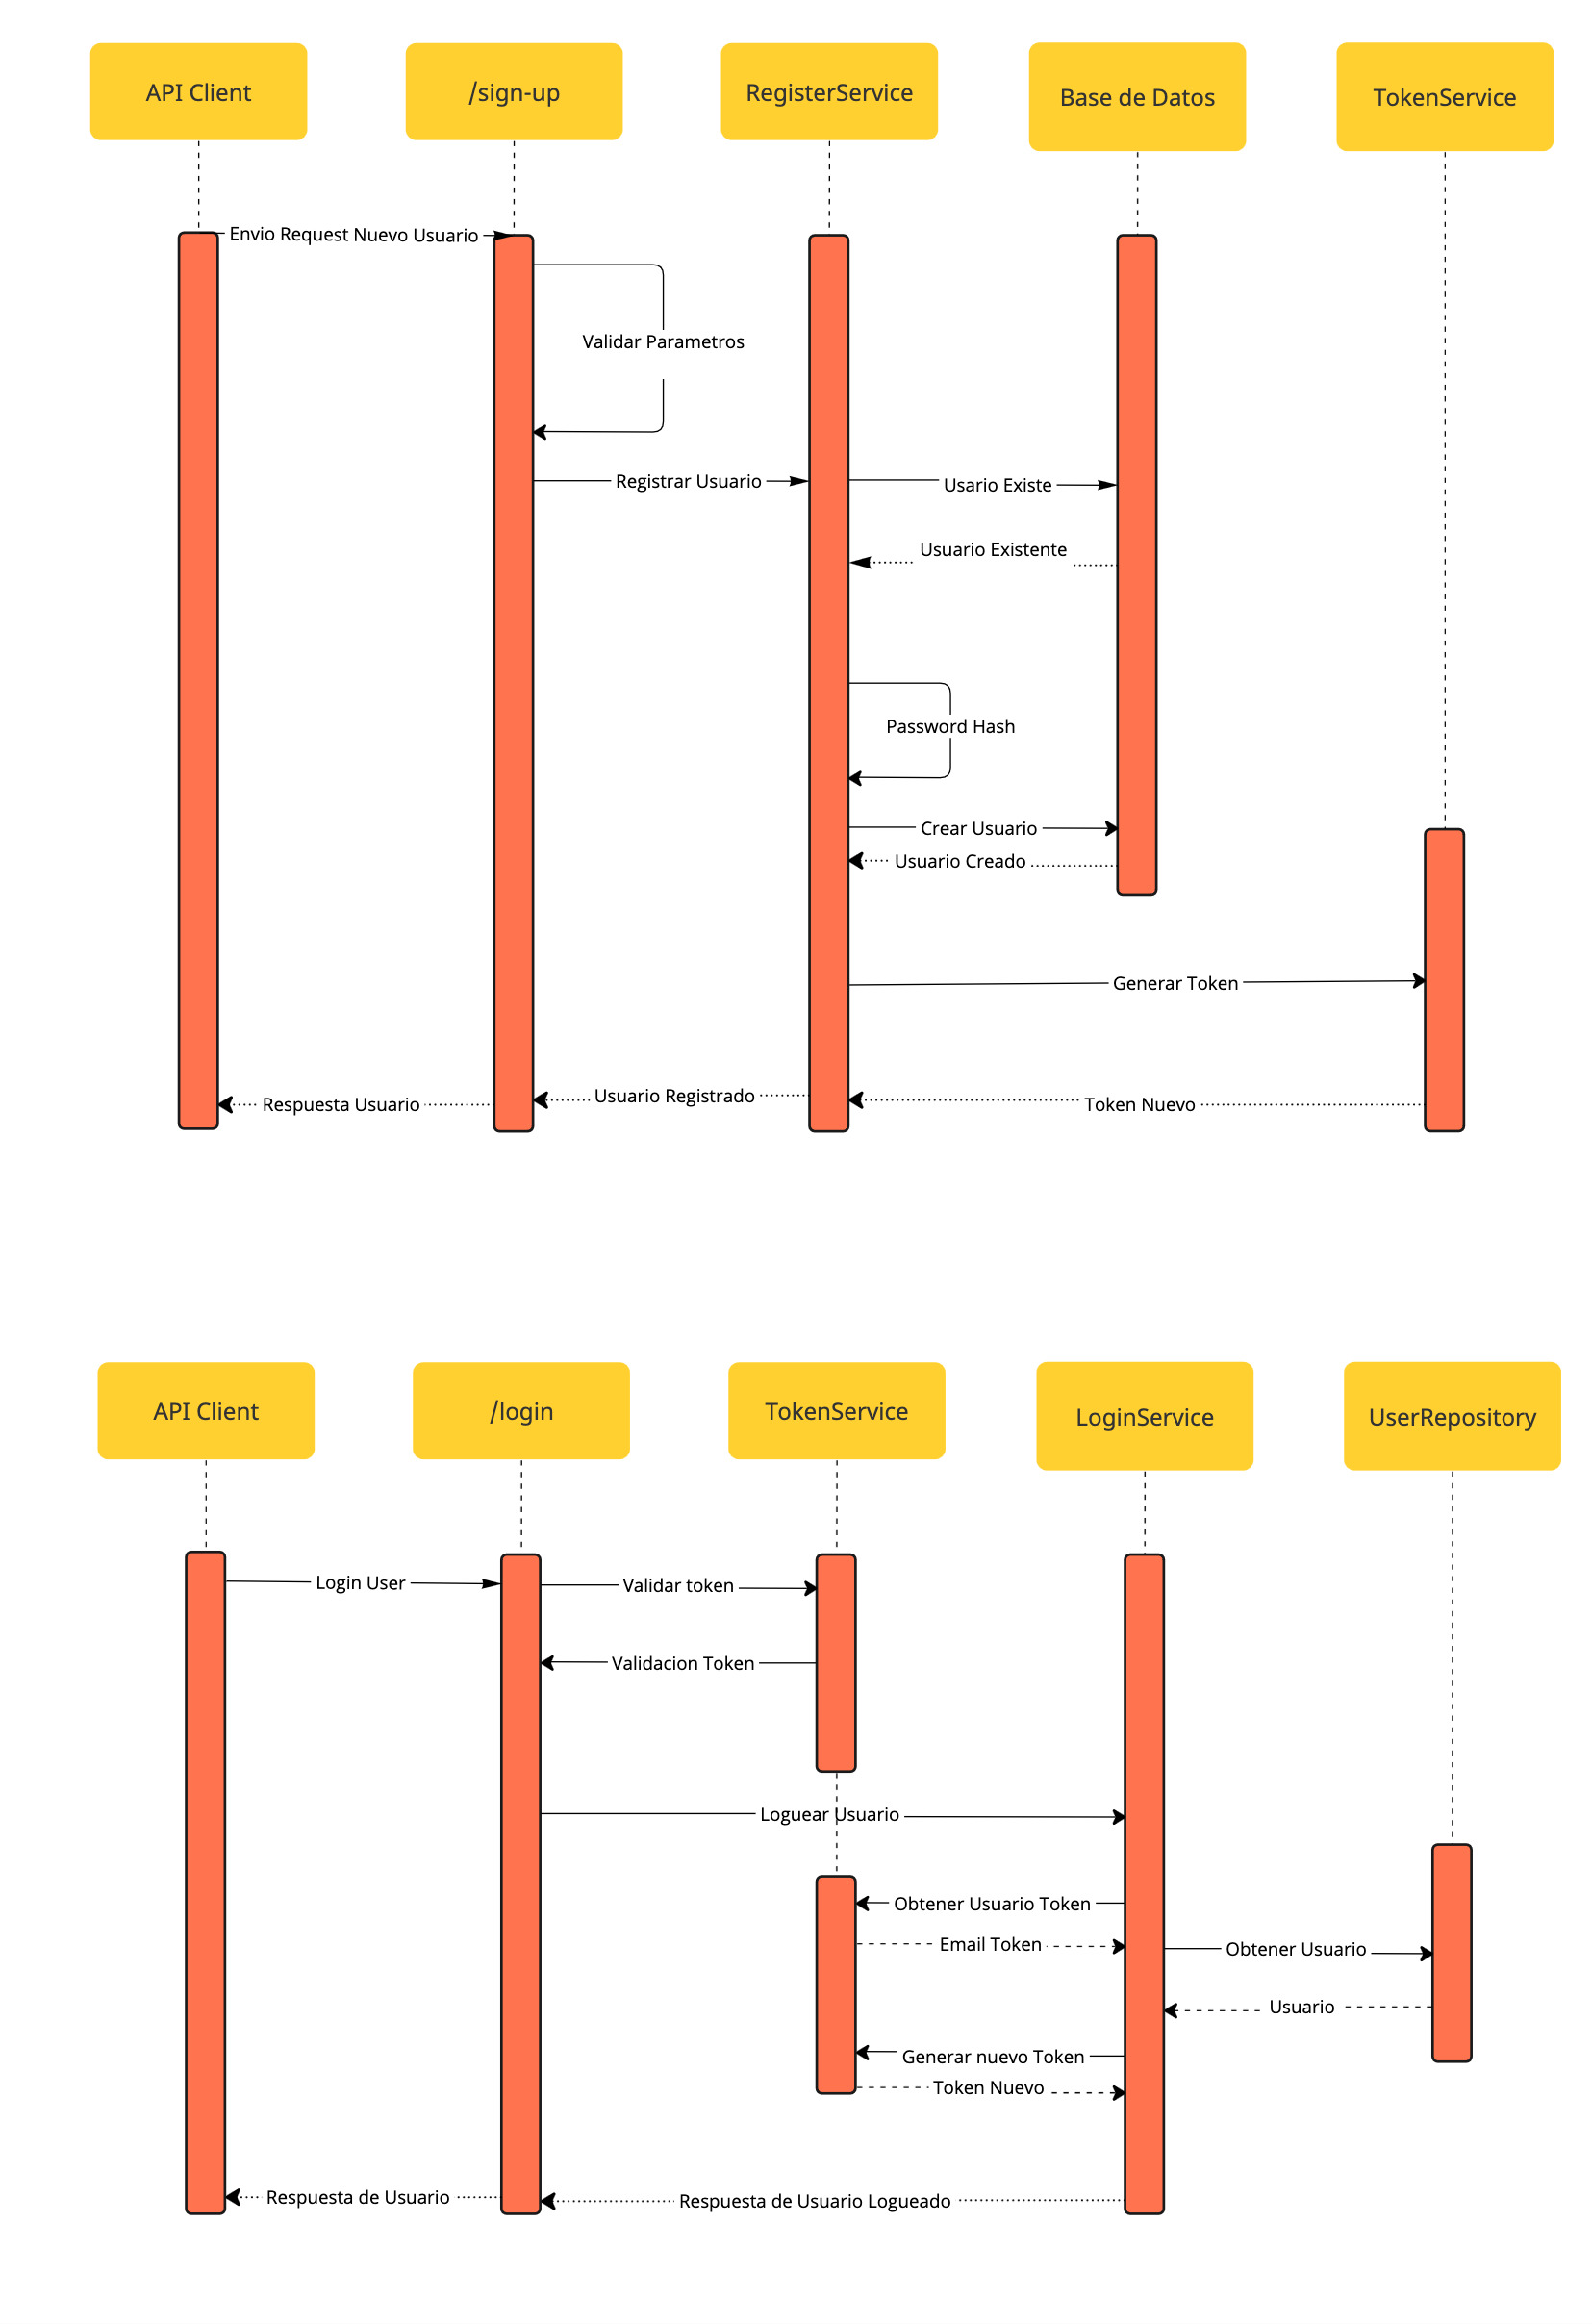 API Client
/sign-up
RegisterService
Base de Datos
TokenService
Envio Request Nuevo Usuario
Validar Parametros
Registrar Usuario
Usario Existe
Usuario Existente
Password Hash
Crear Usuario
Usuario Creado
Generar Token
Respuesta Usuario
Usuario Registrado
Token Nuevo
API Client
/login
TokenService
LoginService
UserRepository
Login User
Validar token
Validacion Token
Loguear Usuario
Obtener Usuario Token
Email Token
Obtener Usuario
Usuario
Generar nuevo Token
Token Nuevo
Respuesta de Usuario
Respuesta de Usuario Logueado